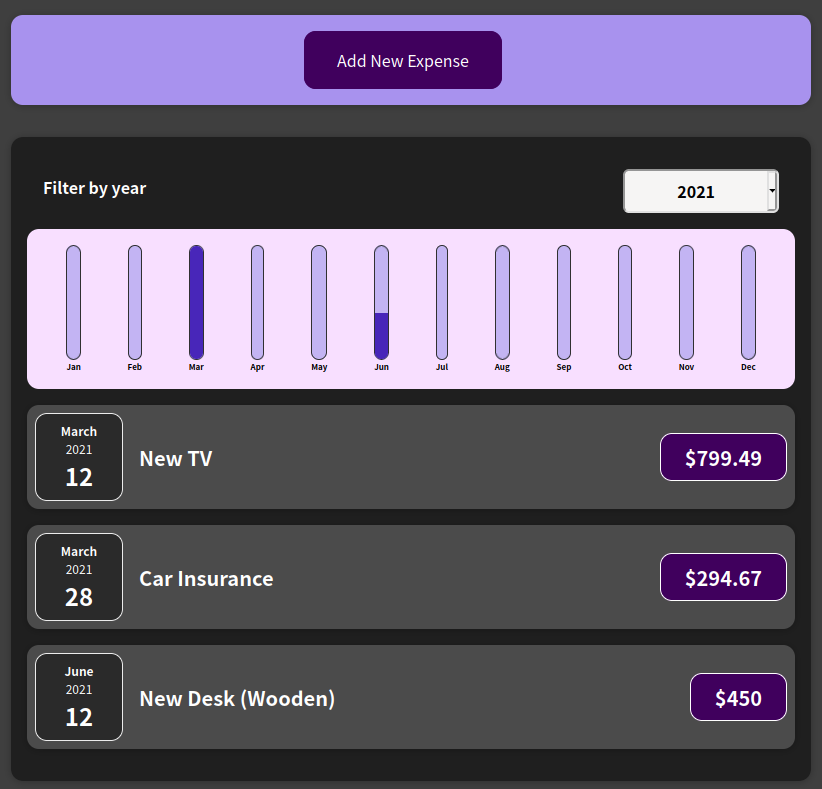 Add New Expense
Filter by year
2021
Jan Feb Mar Apr May Jun Jul Aug Sep Oct Nov Dec
March
2021
12
New TV
$799.49
March
2021
28
Car Insurance
$294.67
June
2021
12
New Desk (Wooden)
$450